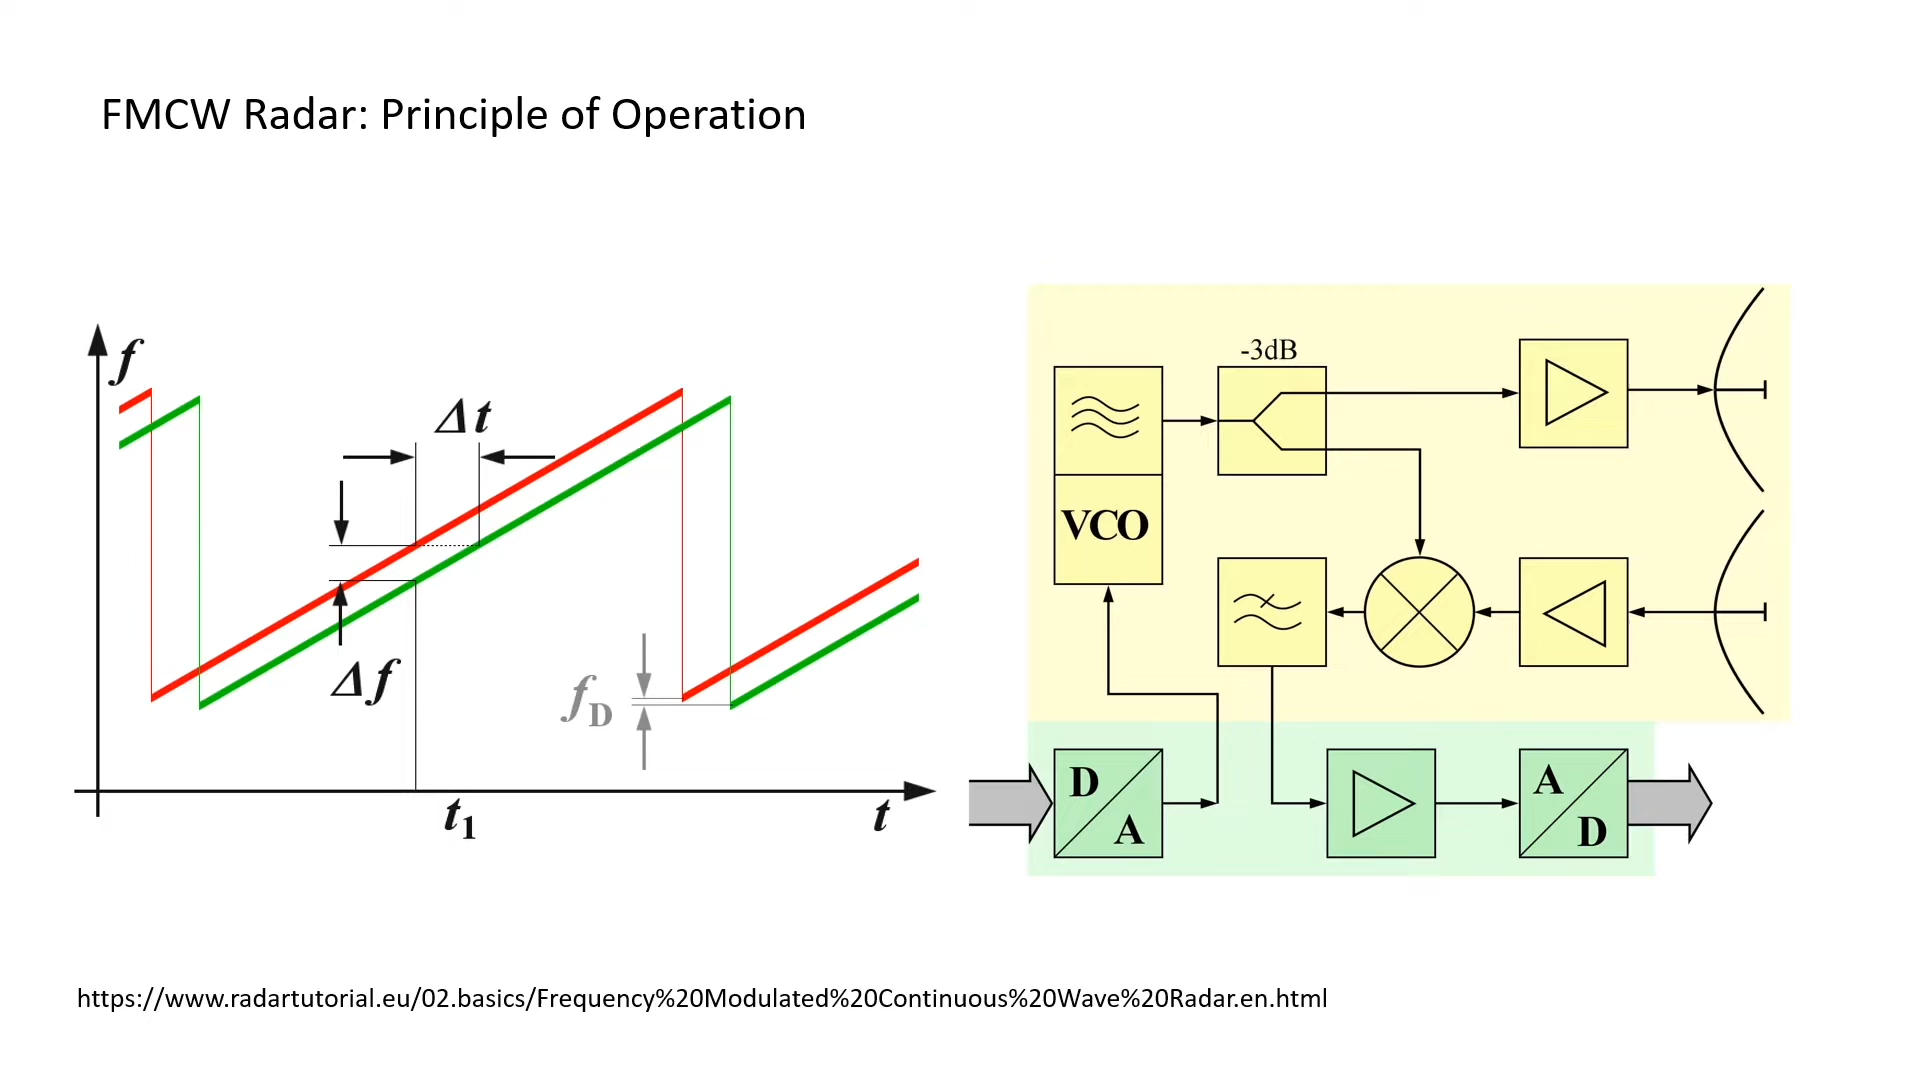 FMCW Radar: Principle of Operation
f
Δt
Δf
fD
t1
t
-3dB
VCO
D
A
A
D
https://www.radartutorial.eu/02.basics/Frequency%20Modulated%20Continuous%20Wave%20Radar.en.html